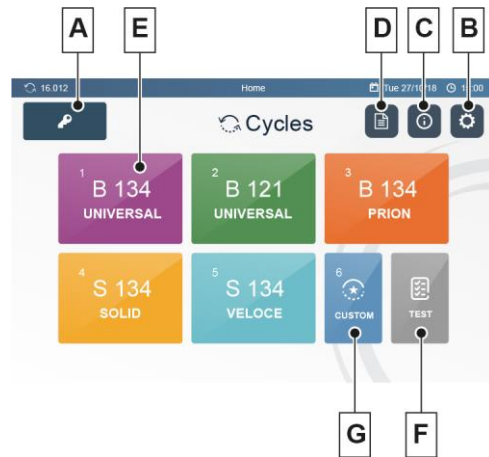 A E D C B
16.012 Home Tue 27/10/18
Cycles
1 2 3
B 134 B 121 B 134
UNIVERSAL UNIVERSAL PRION
4 5 6
S 134 S 134
SOLID VELOCE CUSTOM TEST
G F